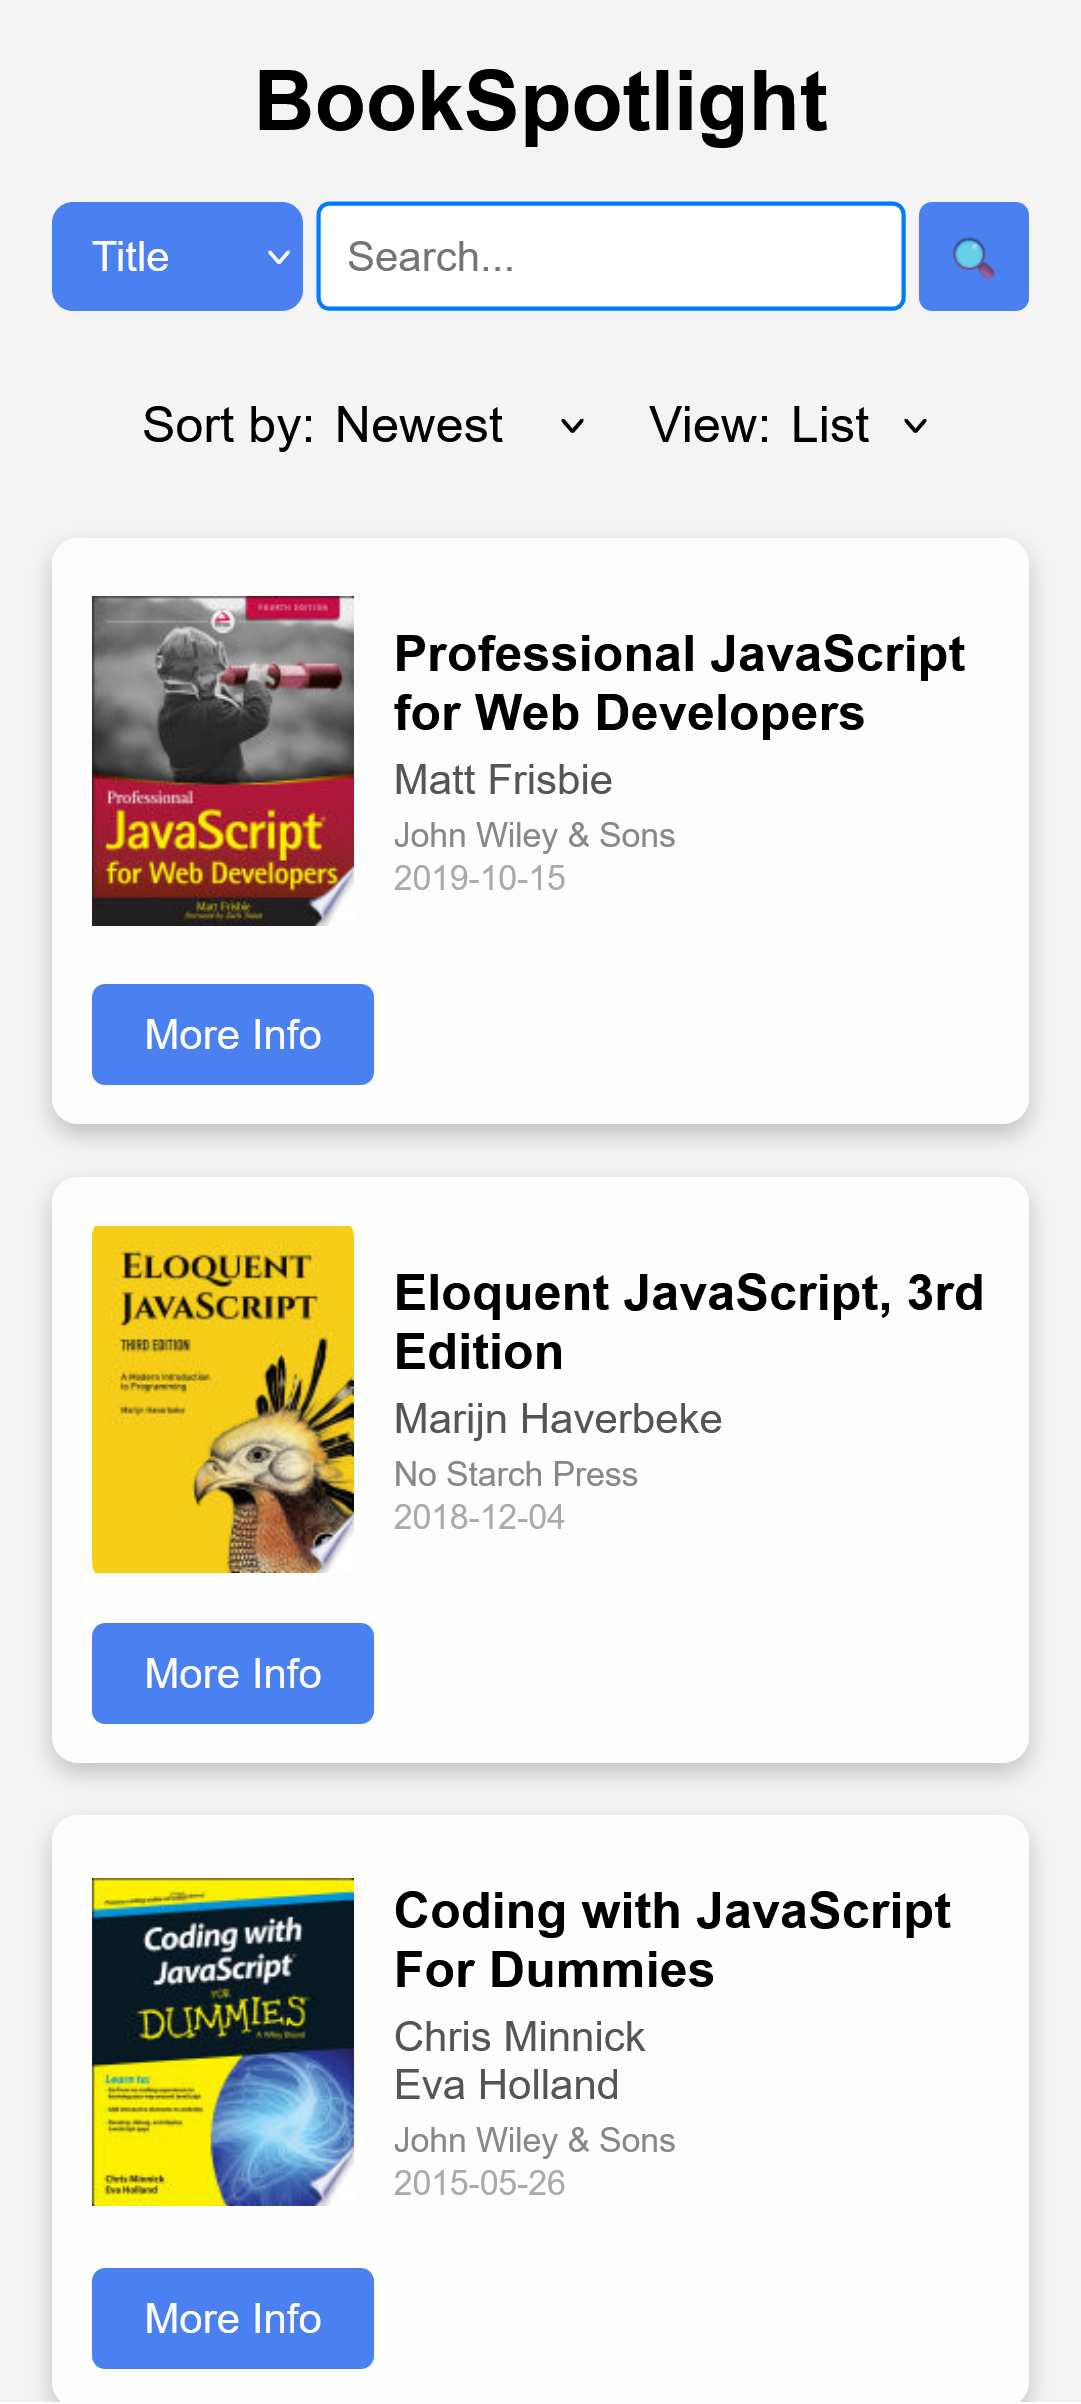 BookSpotlight
Title
Search...
Sort by: Newest
View: List
FOURTH EDITION
Professional
JavaScript
for Web Developers
Matt Frisbie
Professional JavaScript
for Web Developers
Matt Frisbie
John Wiley & Sons
2019-10-15
More Info
ELOQUENT
JAVASCRIPT
THIRD EDITION
A Modern Introduction
to Programming
Marijn Haverbeke
Eloquent JavaScript, 3rd
Edition
Marijn Haverbeke
No Starch Press
2018-12-04
More Info
Coding with
JavaScript
FOR
DUMMIES
A Wiley Brand
Learn to:
Chris Minnick
Eva Holland
Coding with JavaScript
For Dummies
Chris Minnick
Eva Holland
John Wiley & Sons
2015-05-26
More Info